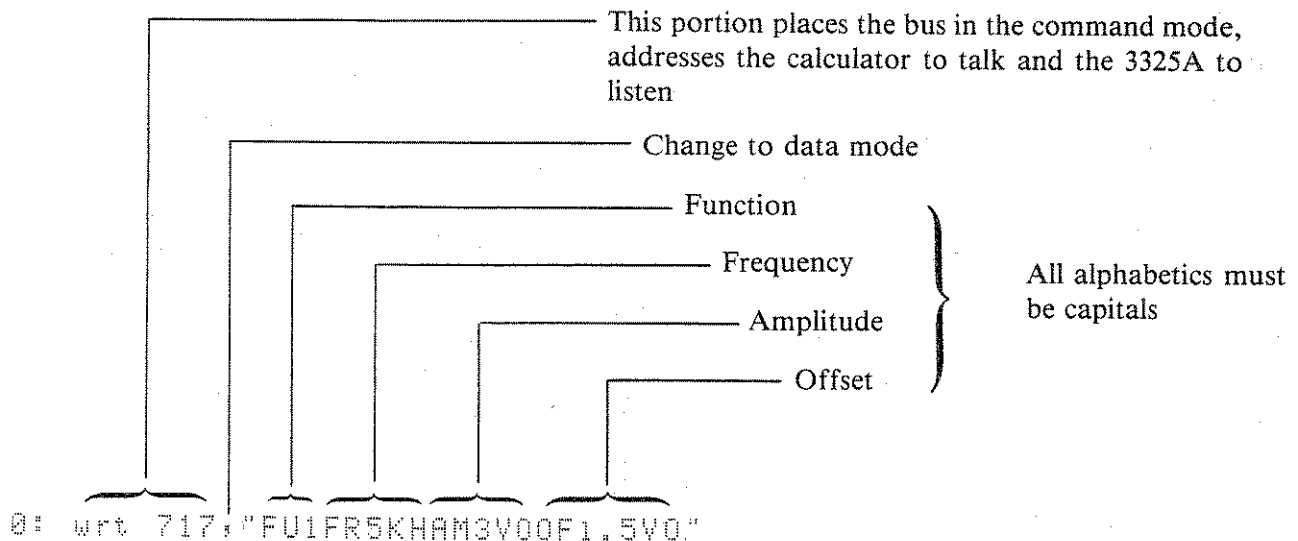 This portion places the bus in the command mode,
addresses the calculator to talk and the 3325A to
listen
Change to data mode
Function
Frequency
Amplitude
Offset
All alphabetics must
be capitals
0: wrt 717,"FU1FR5KHAM3VOOF1.5VO"